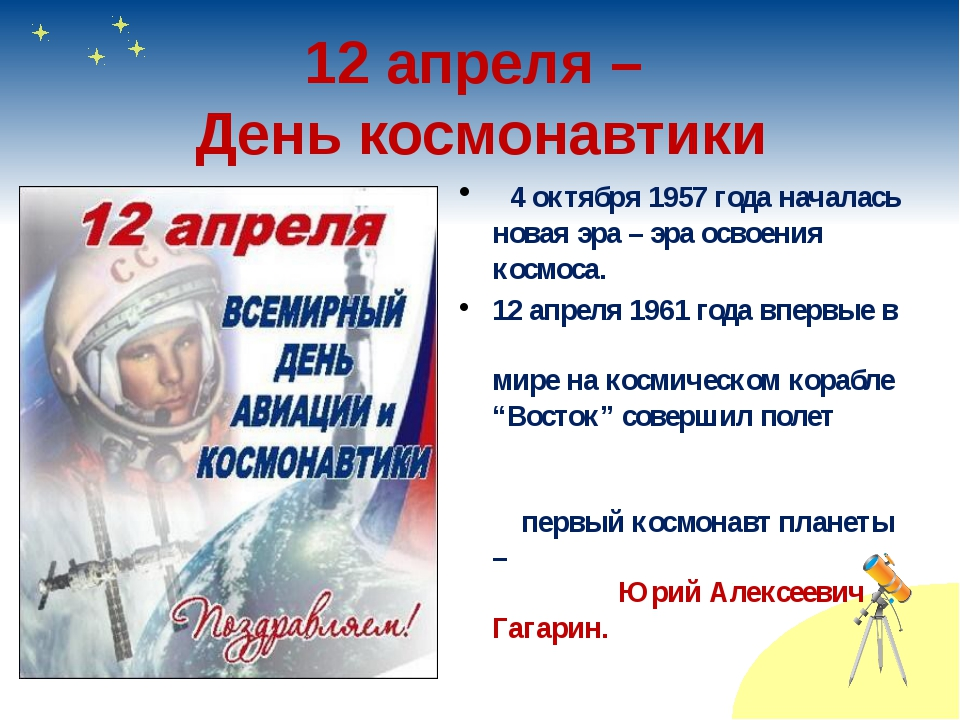 12 апреля –
День космонавтики
12 апреля
СССР
ВСЕМИРНЫЙ
ДЕНЬ
АВИАЦИИ и
КОСМОНАВТИКИ
Поздравляем!
• 4 октября 1957 года началась
новая эра – эра освоения
космоса.
• 12 апреля 1961 года впервые в
мире на космическом корабле
“Восток” совершил полет
первый космонавт планеты
–
Юрий Алексеевич
Гагарин.